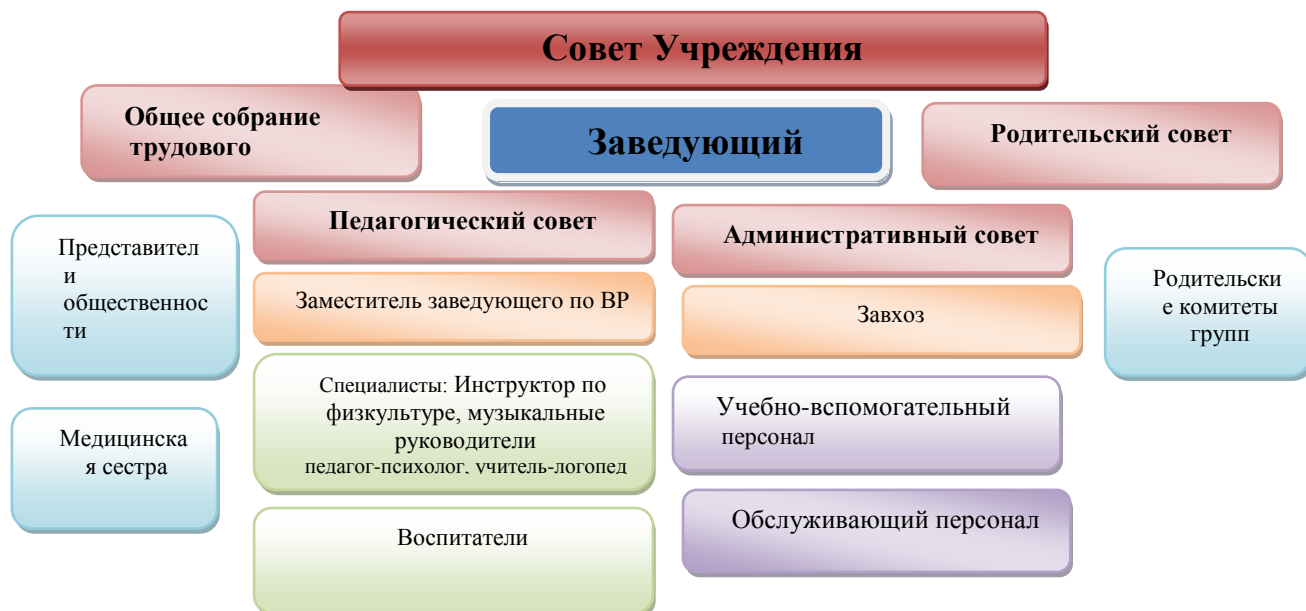 Совет Учреждения
Общее собрание
трудового
Заведующий
Родительский совет
Педагогический совет
Административный совет
Представител
и
общественнос
ти
Заместитель заведующего по ВР
Завхоз
Родительски
е комитеты
групп
Специалисты: Инструктор по
физкультуре, музыкальные
руководители
педагог-психолог, учитель-логопед
Учебно-вспомогательный
персонал
Медицинска
я сестра
Воспитатели
Обслуживающий персонал